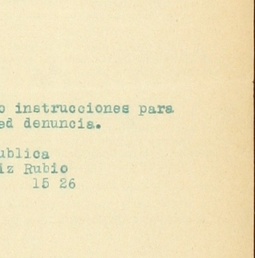 o instrucciones para
ed denuncia.
ublica
iz Rubio
15 26